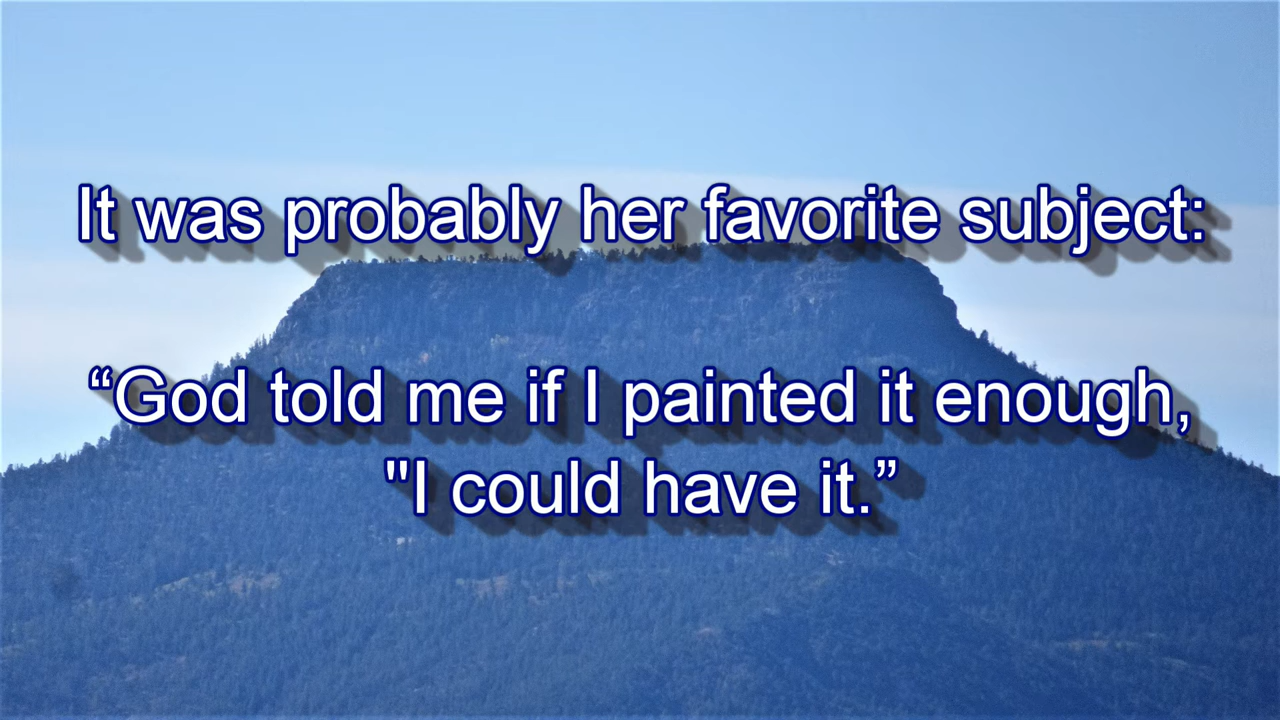 It was probably her favorite subject:
“God told me if I painted it enough,
"I could have it.”